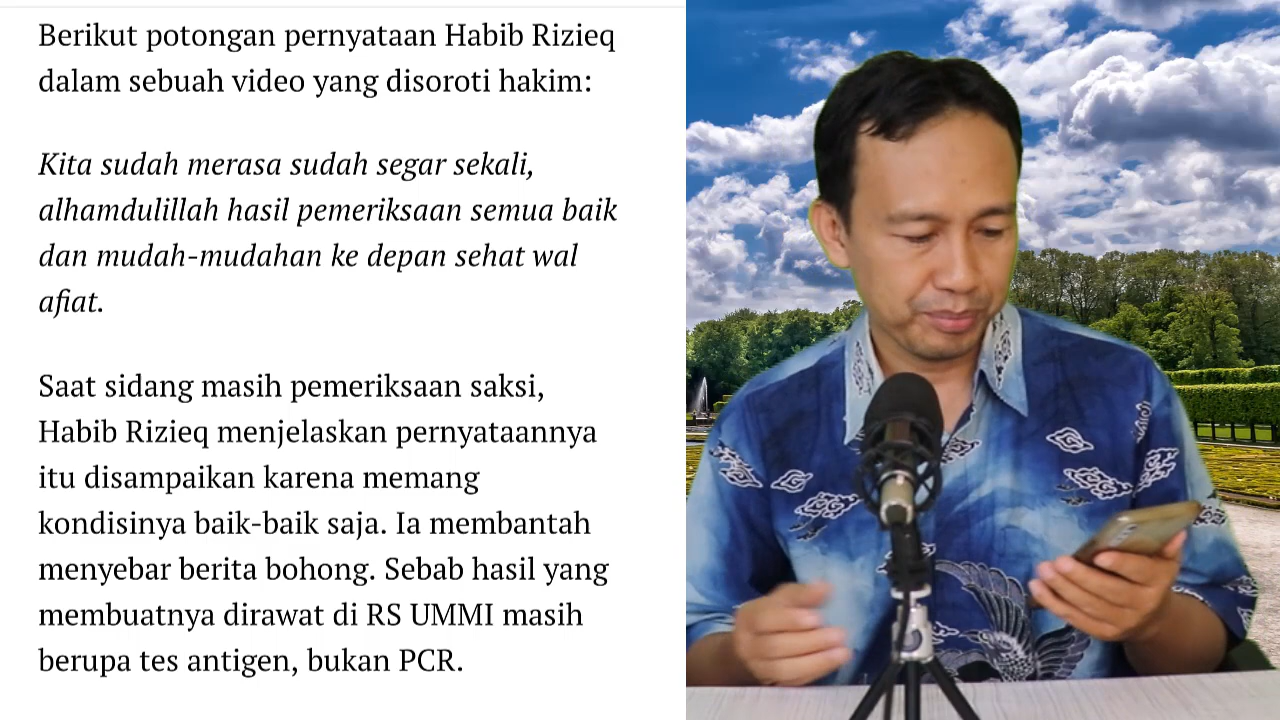 Berikut potongan pernyataan Habib Rizieq
dalam sebuah video yang disoroti hakim:
Kita sudah merasa sudah segar sekali,
alhamdulillah hasil pemeriksaan semua baik
dan mudah-mudahan ke depan sehat wal
afiat.
Saat sidang masih pemeriksaan saksi,
Habib Rizieq menjelaskan pernyataannya
itu disampaikan karena memang
kondisinya baik-baik saja. Ia membantah
menyebar berita bohong. Sebab hasil yang
membuatnya dirawat di RS UMMI masih
berupa tes antigen, bukan PCR.